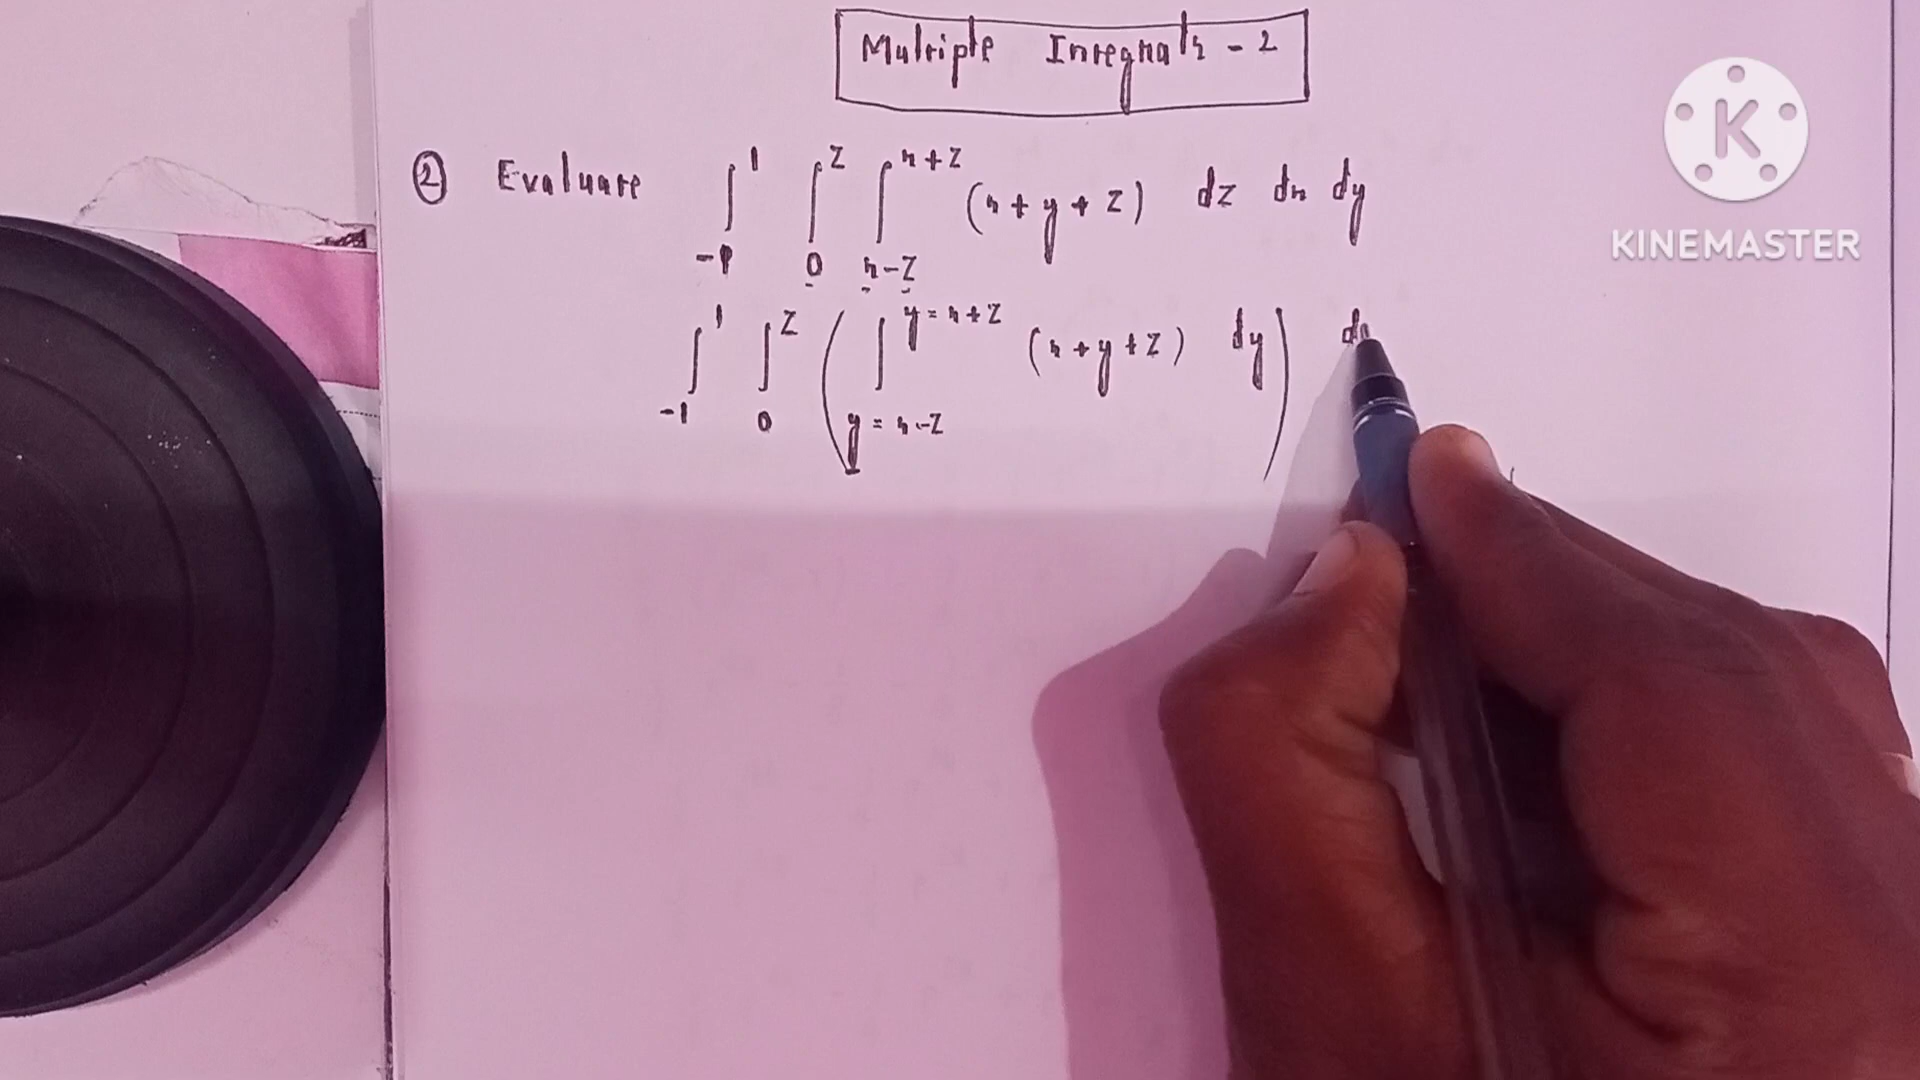 Multiple Integrals - 2
② Evaluate ∫_{-1}^{1} ∫_{0}^{z} ∫_{x-z}^{x+z} (x + y + z) dz dx dy
∫_{-1}^{1} ∫_{0}^{z} ( ∫_{y = x-z}^{y = x+z} (x + y + z) dy ) dx
K
KINEMASTER